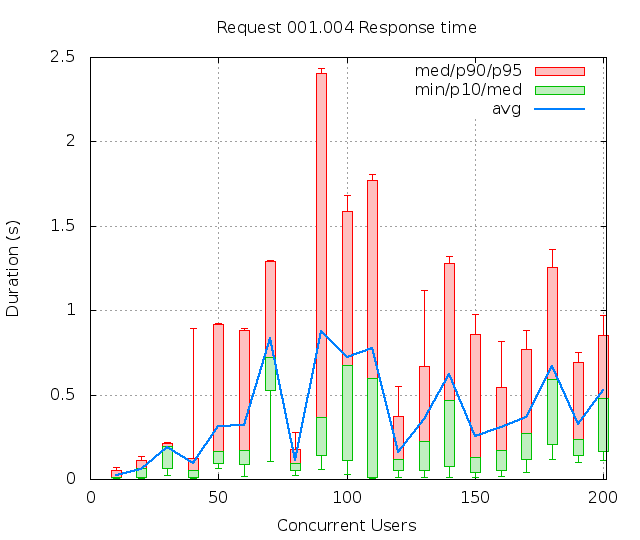 Request 001.004 Response time
2.5
2
1.5
1
0.5
0
Duration (s)
med/p90/p95
min/p10/med
avg
0 50 100 150 200
Concurrent Users